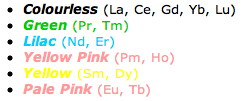 • Colourless (La, Ce, Gd, Yb, Lu)
• Green (Pr, Tm)
• Lilac (Nd, Er)
• Yellow Pink (Pm, Ho)
• Yellow (Sm, Dy)
• Pale Pink (Eu, Tb)